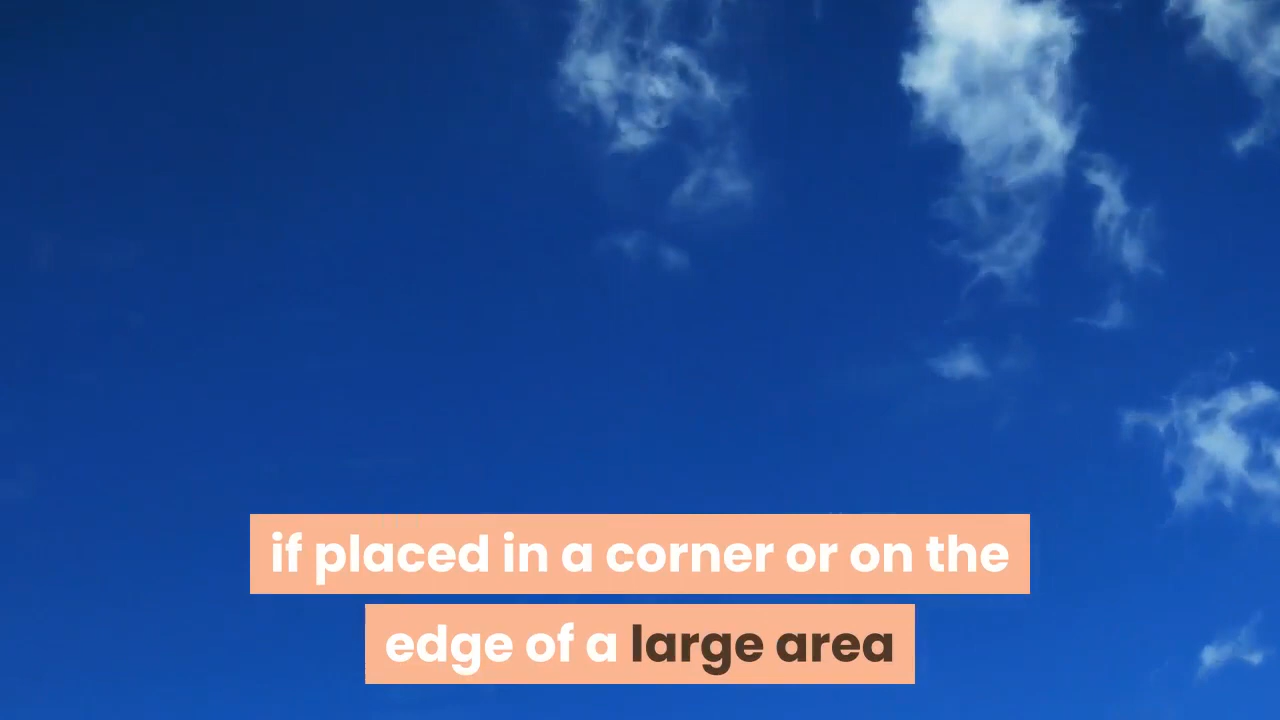 if placed in a corner or on the
edge of a large area